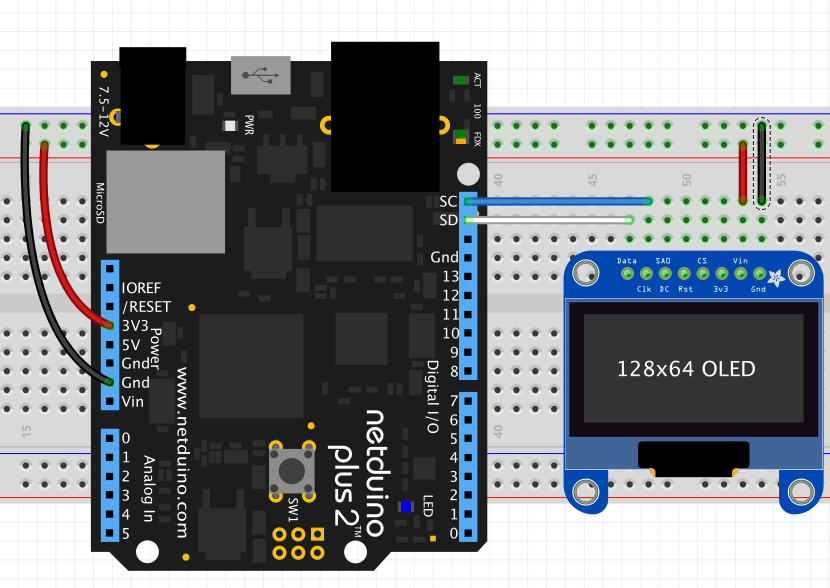 7.5-12V
PWR
ACT
100
FDX
MicroSD
40
45
50
55
SC
SD
Gnd
13
12
11
10
9
8
IOREF
/RESET
3V3
5V
Gnd
Gnd
Vin
Power
Digital I/O
7
6
5
4
3
2
1
0
0
1
2
3
4
5
Analog In
www.netduino.com
netduino
plus 2™
SW1
LED
15
40
Data SAO CS Vin
Clk DC Rst 3v3 Gnd
128x64 OLED